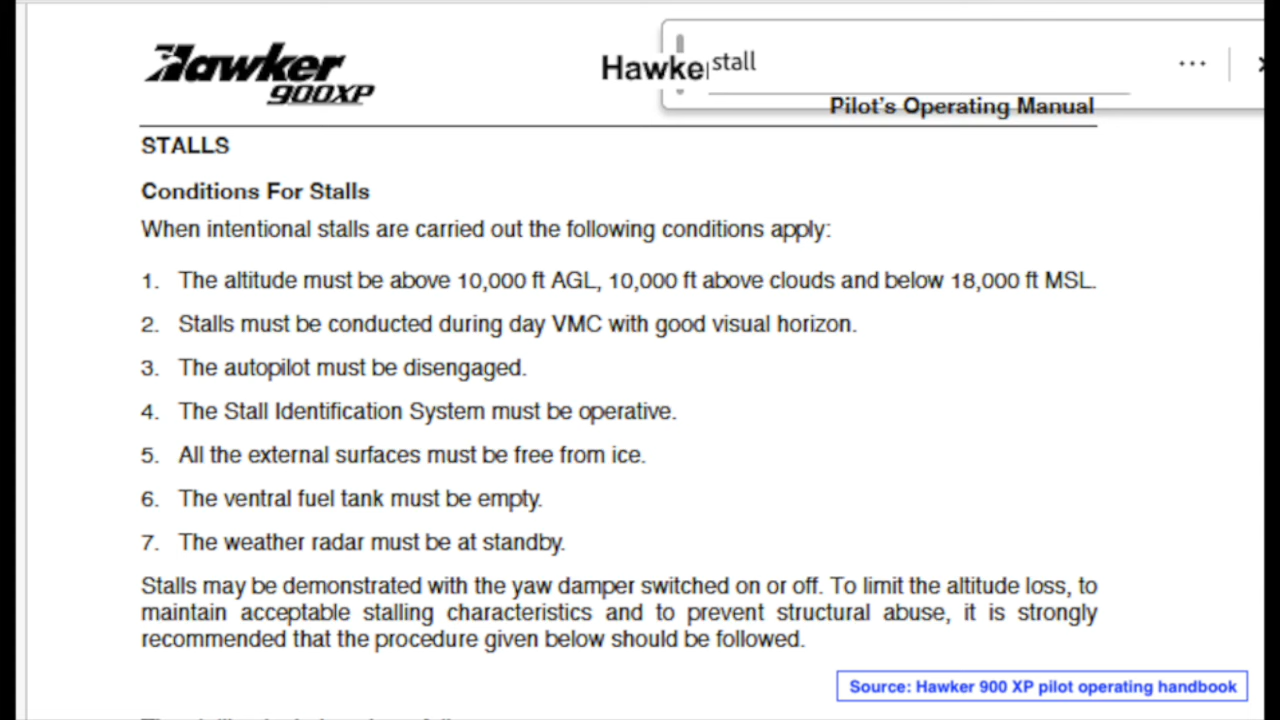 Hawker
900XP
Hawke
stall
Pilot's Operating Manual
STALLS
Conditions For Stalls
When intentional stalls are carried out the following conditions apply:
1. The altitude must be above 10,000 ft AGL, 10,000 ft above clouds and below 18,000 ft MSL.
2. Stalls must be conducted during day VMC with good visual horizon.
3. The autopilot must be disengaged.
4. The Stall Identification System must be operative.
5. All the external surfaces must be free from ice.
6. The ventral fuel tank must be empty.
7. The weather radar must be at standby.
Stalls may be demonstrated with the yaw damper switched on or off. To limit the altitude loss, to
maintain acceptable stalling characteristics and to prevent structural abuse, it is strongly
recommended that the procedure given below should be followed.
Source: Hawker 900 XP pilot operating handbook